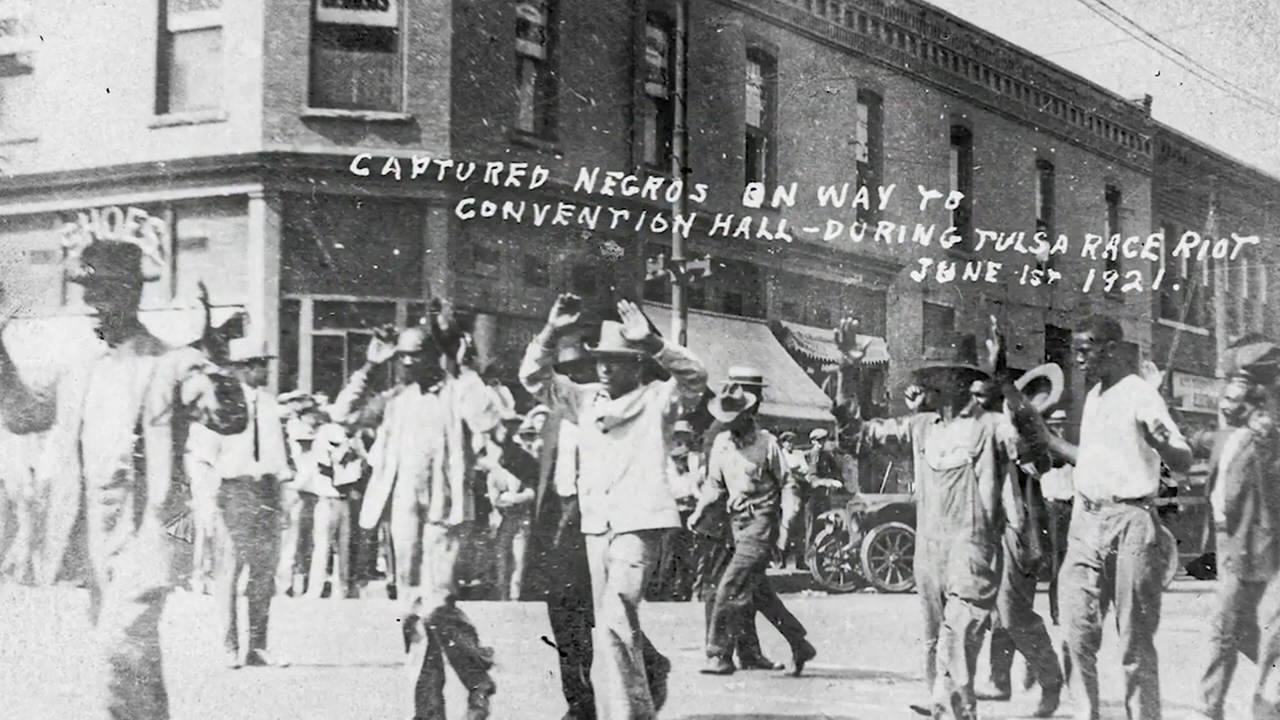 CAPTURED NEGROS ON WAY TO
CONVENTION HALL - DURING TULSA RACE RIOT
JUNE 1ST 1921.
SHOES